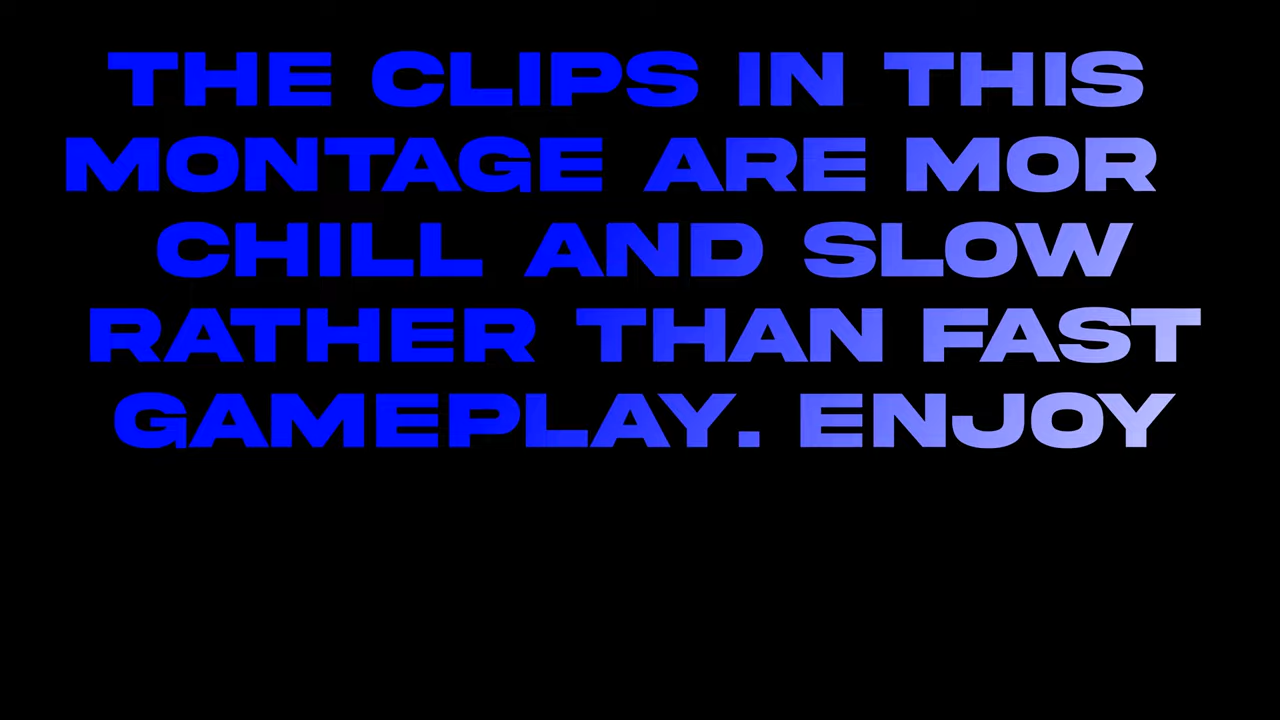 THE CLIPS IN THIS
MONTAGE ARE MOR
CHILL AND SLOW
RATHER THAN FAST
GAMEPLAY. ENJOY